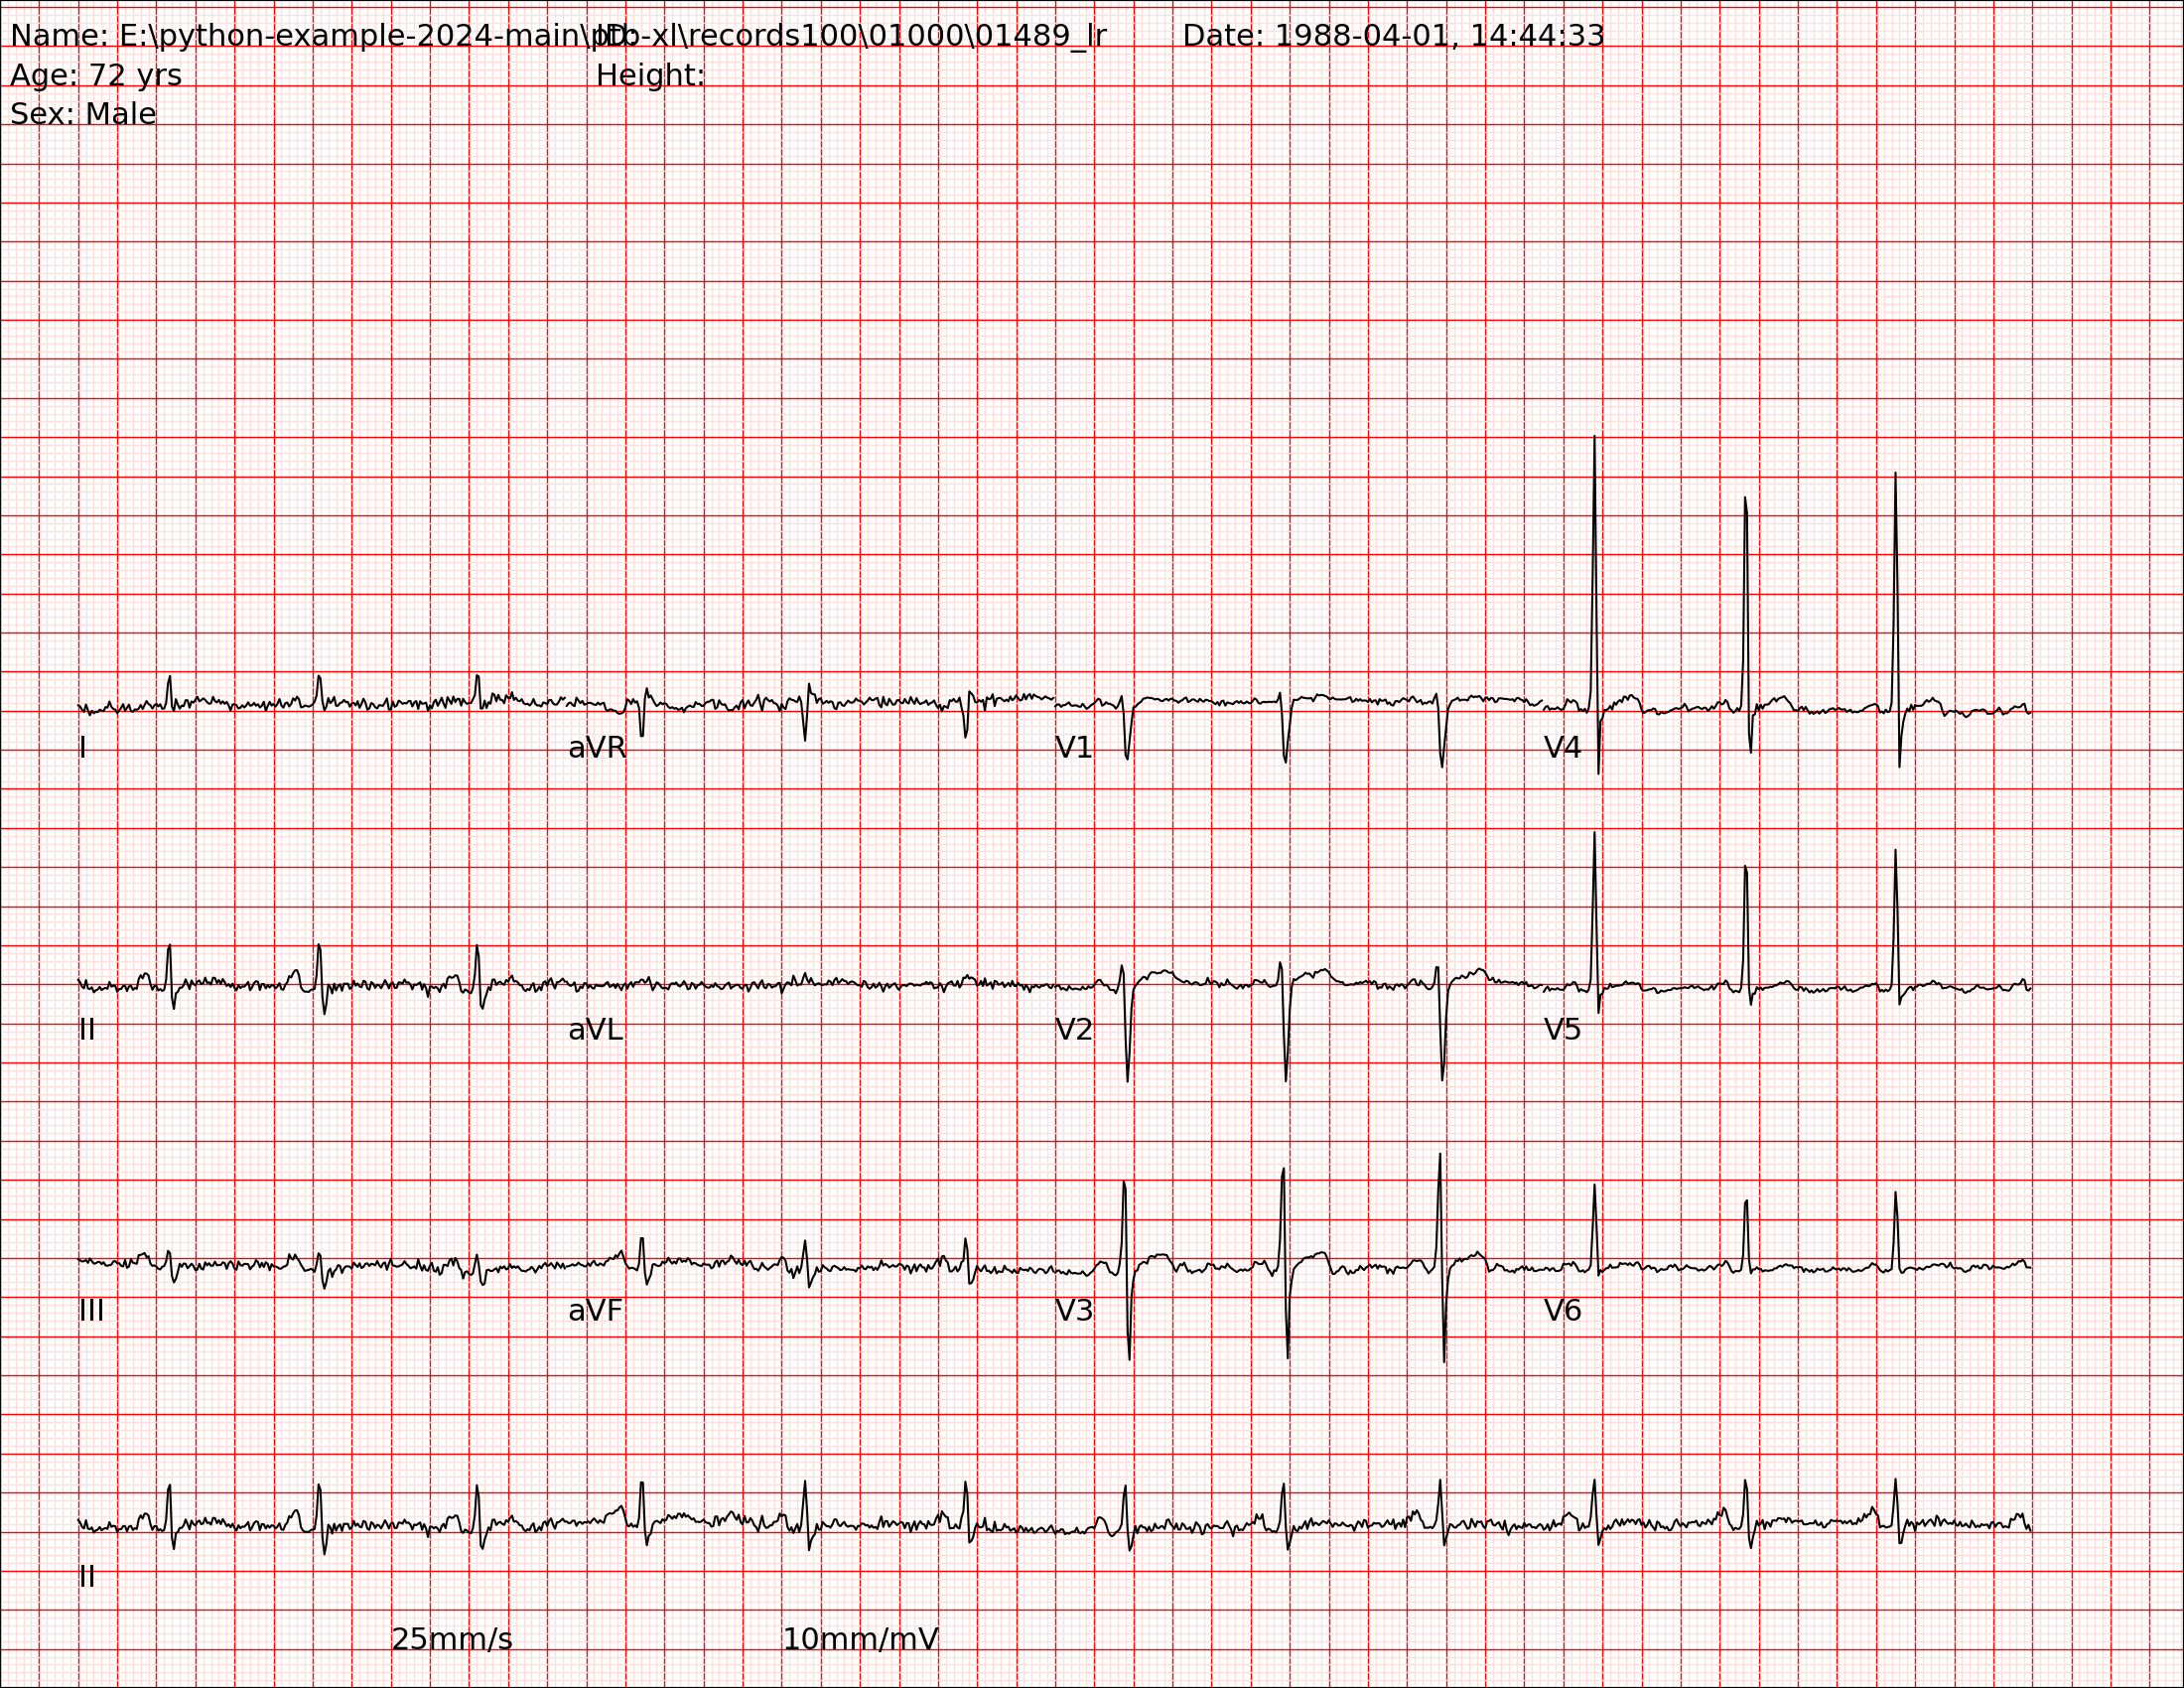 Name: E:\python-example-2024-main\ptb-xl\records100\01000\01489_lr ID: Date: 1988-04-01, 14:44:33
Age: 72 yrs Height:
Sex: Male
I aVR V1 V4
II aVL V2 V5
III aVF V3 V6
II
25mm/s 10mm/mV